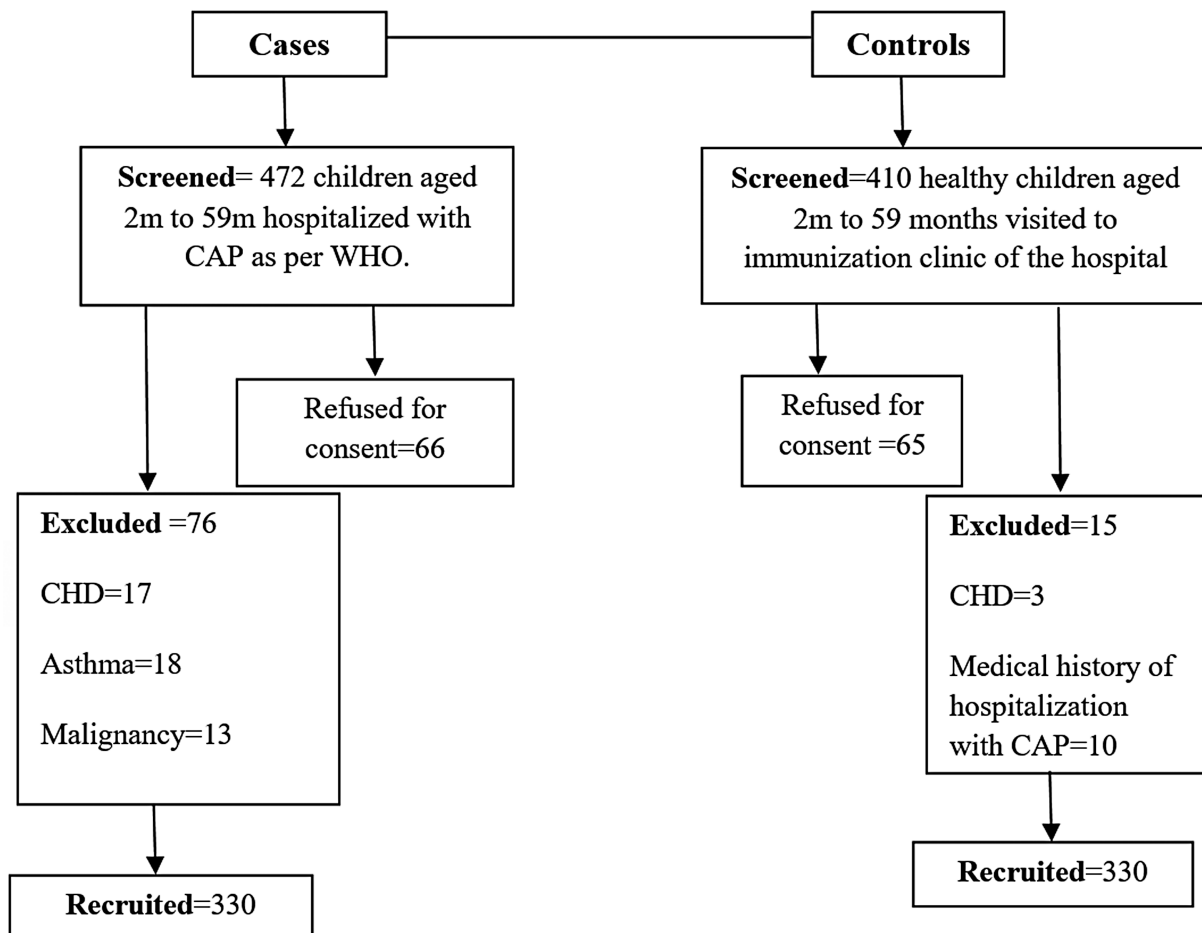 Cases
Controls
Screened= 472 children aged
2m to 59m hospitalized with
CAP as per WHO.
Screened=410 healthy children aged
2m to 59 months visited to
immunization clinic of the hospital
Refused for
consent=66
Refused for
consent =65
Excluded =76
CHD=17
Asthma=18
Malignancy=13
Excluded=15
CHD=3
Medical history of
hospitalization
with CAP=10
Recruited=330
Recruited=330